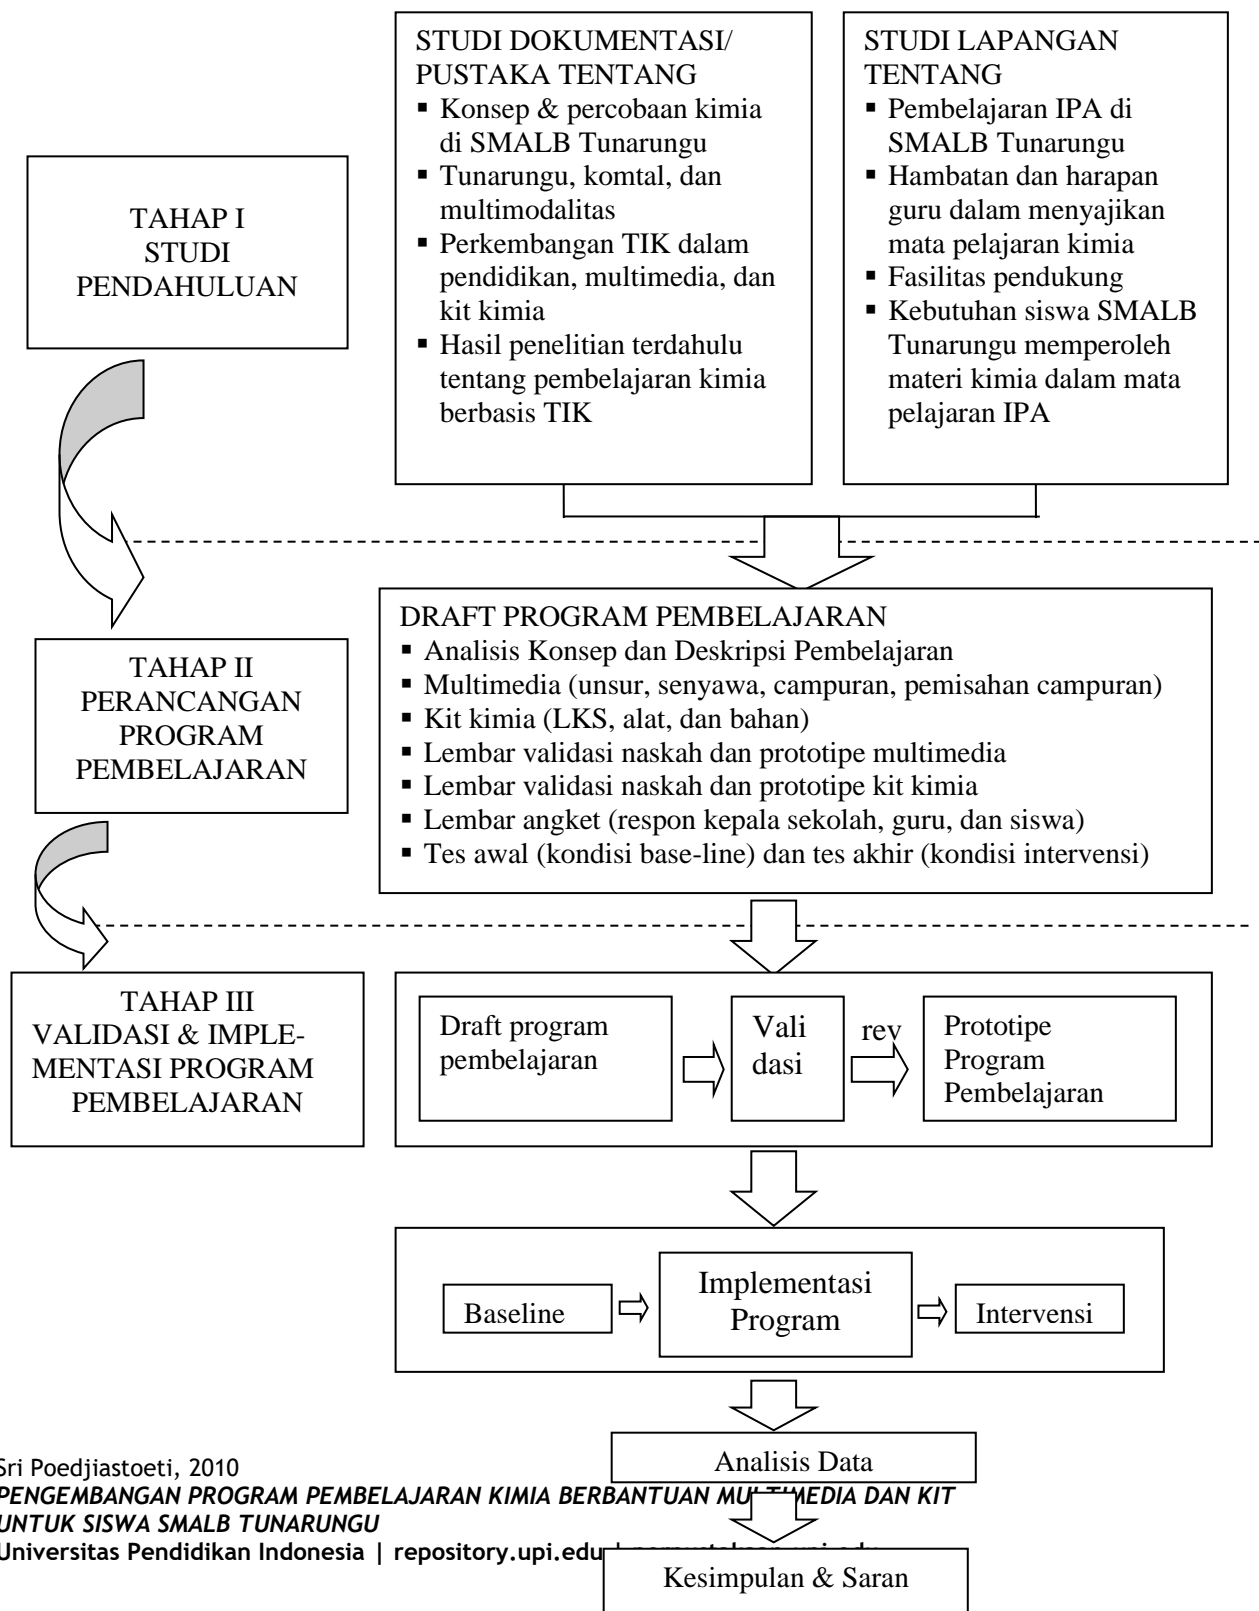 STUDI DOKUMENTASI/
PUSTAKA TENTANG
▪ Konsep & percobaan kimia
di SMALB Tunarungu
▪ Tunarungu, komtal, dan
multimodalitas
▪ Perkembangan TIK dalam
pendidikan, multimedia, dan
kit kimia
▪ Hasil penelitian terdahulu
tentang pembelajaran kimia
berbasis TIK
STUDI LAPANGAN
TENTANG
▪ Pembelajaran IPA di
SMALB Tunarungu
▪ Hambatan dan harapan
guru dalam menyajikan
mata pelajaran kimia
▪ Fasilitas pendukung
▪ Kebutuhan siswa SMALB
Tunarungu memperoleh
materi kimia dalam mata
pelajaran IPA
TAHAP I
STUDI
PENDAHULUAN
TAHAP II
PERANCANGAN
PROGRAM
PEMBELAJARAN
DRAFT PROGRAM PEMBELAJARAN
▪ Analisis Konsep dan Deskripsi Pembelajaran
▪ Multimedia (unsur, senyawa, campuran, pemisahan campuran)
▪ Kit kimia (LKS, alat, dan bahan)
▪ Lembar validasi naskah dan prototipe multimedia
▪ Lembar validasi naskah dan prototipe kit kimia
▪ Lembar angket (respon kepala sekolah, guru, dan siswa)
▪ Tes awal (kondisi base-line) dan tes akhir (kondisi intervensi)
TAHAP III
VALIDASI & IMPLE-
MENTASI PROGRAM
PEMBELAJARAN
Draft program
pembelajaran
Vali
dasi
rev
Prototipe
Program
Pembelajaran
Baseline
Implementasi
Program
Intervensi
Analisis Data
Sri Poedjiastoeti, 2010
PENGEMBANGAN PROGRAM PEMBELAJARAN KIMIA BERBANTUAN MULTIMEDIA DAN KIT
UNTUK SISWA SMALB TUNARUNGU
Universitas Pendidikan Indonesia | repository.upi.edu
Kesimpulan & Saran